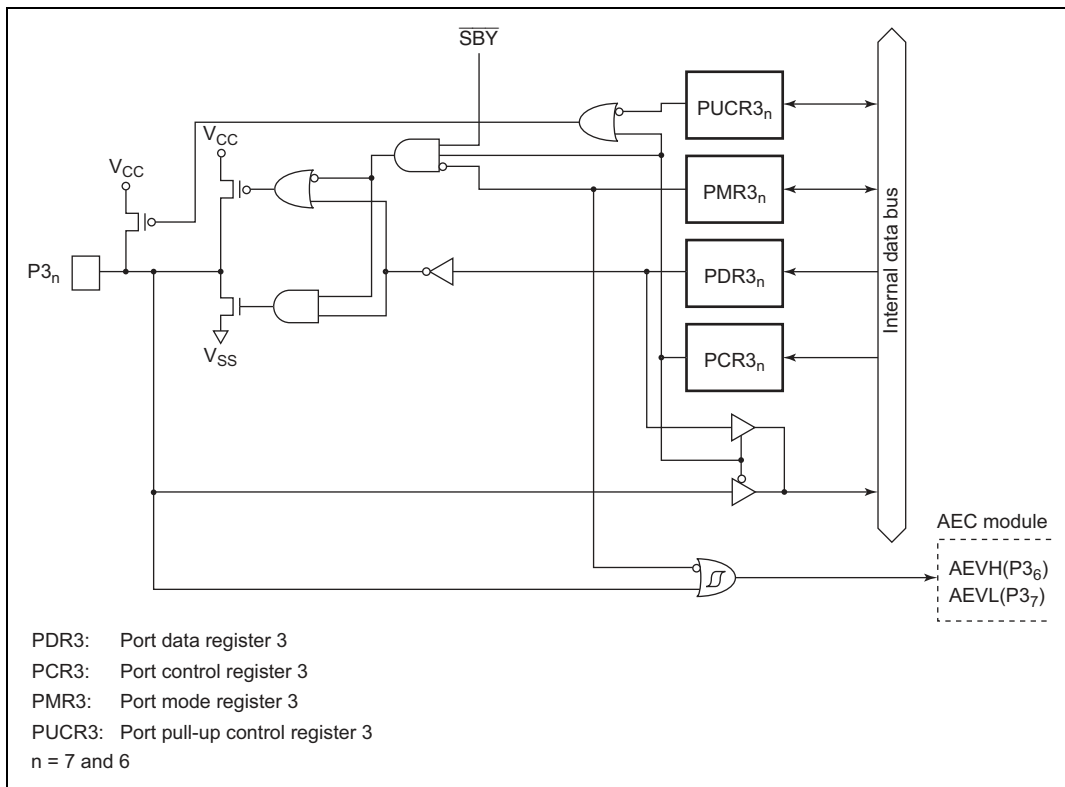 SBY
PUCR3n
VCC
VCC
PMR3n
P3n
PDR3n
Internal data bus
VSS
PCR3n
AEC module
AEVH(P36)
AEVL(P37)
PDR3: Port data register 3
PCR3: Port control register 3
PMR3: Port mode register 3
PUCR3: Port pull-up control register 3
n = 7 and 6